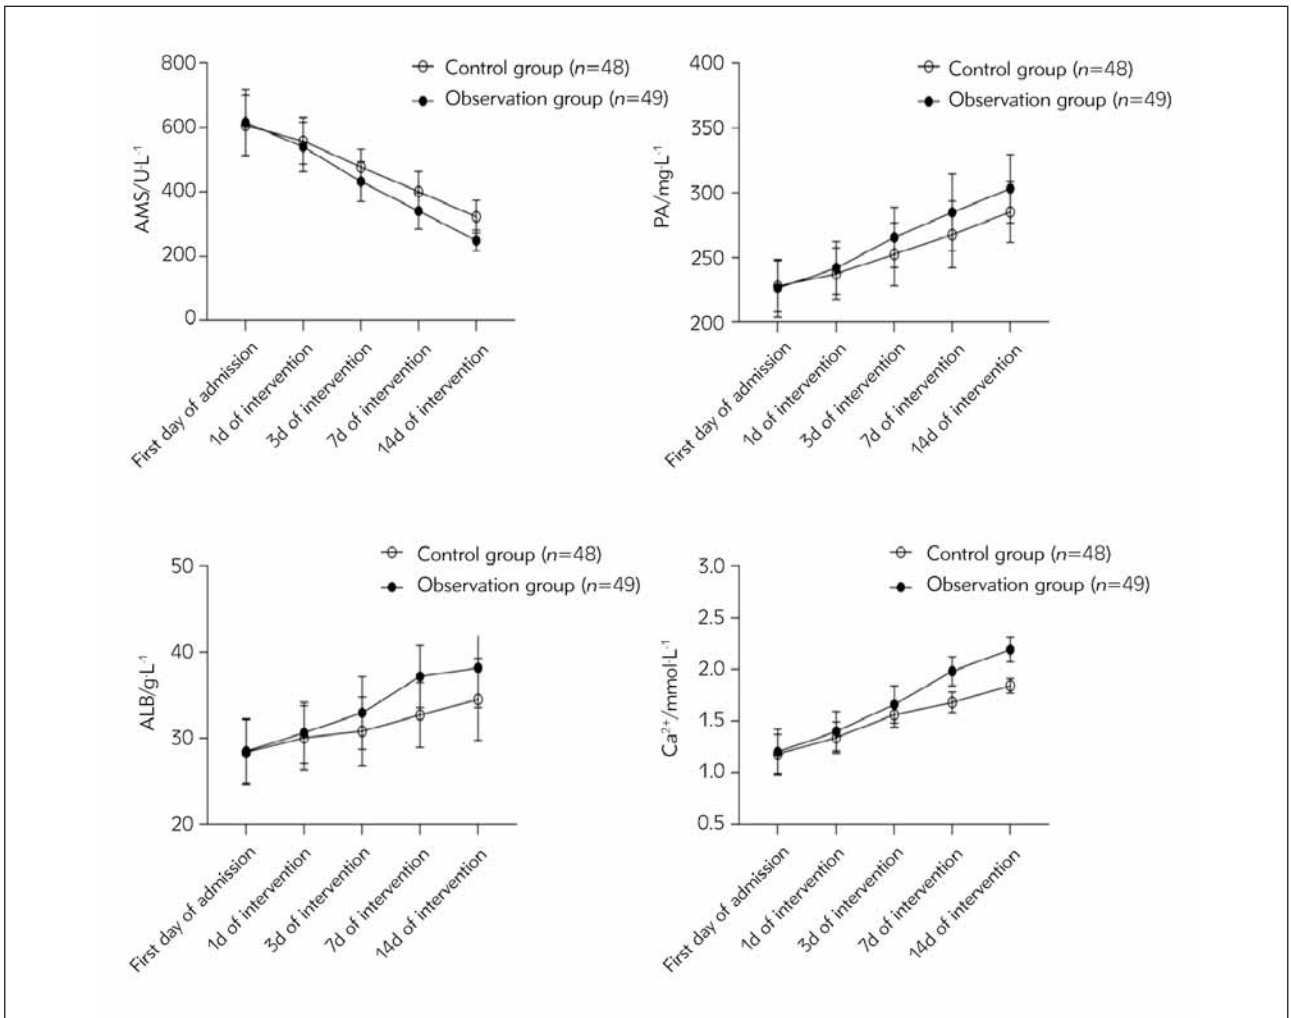 800
600
400
200
0
AMS/U·L⁻¹
Control group (n=48)
Observation group (n=49)
First day of admission
1d of intervention
3d of intervention
7d of intervention
14d of intervention
400
350
300
250
200
PA/mg·L⁻¹
Control group (n=48)
Observation group (n=49)
First day of admission
1d of intervention
3d of intervention
7d of intervention
14d of intervention
50
40
30
20
ALB/g·L⁻¹
Control group (n=48)
Observation group (n=49)
First day of admission
1d of intervention
3d of intervention
7d of intervention
14d of intervention
3.0
2.5
2.0
1.5
1.0
0.5
Ca²⁺/mmol·L⁻¹
Control group (n=48)
Observation group (n=49)
First day of admission
1d of intervention
3d of intervention
7d of intervention
14d of intervention